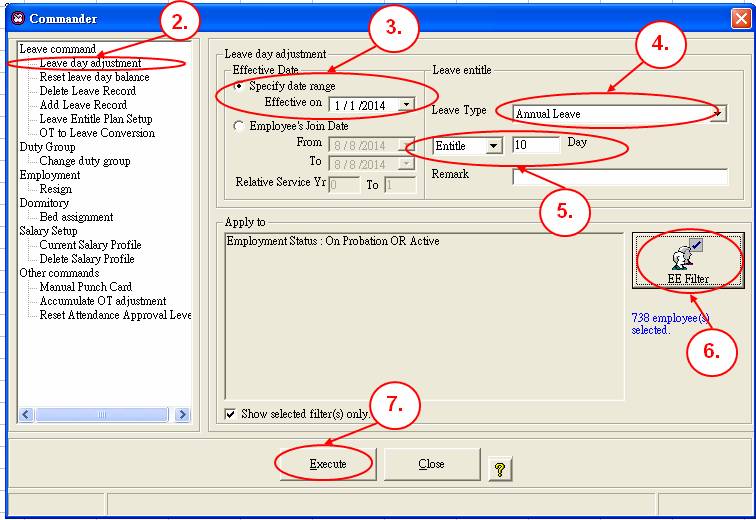 Commander
2.
3.
4.
Leave command
Leave day adjustment
Reset leave day balance
Delete Leave Record
Add Leave Record
Leave Entitle Plan Setup
OT to Leave Conversion
Duty Group
Change duty group
Employment
Resign
Dormitory
Bed assignment
Salary Setup
Current Salary Profile
Delete Salary Profile
Other commands
Manual Punch Card
Accumulate OT adjustment
Reset Attendance Approval Leve
Leave day adjustment
Effective Date
Specify date range
Effective on 1 / 1 /2014
Employee's Join Date
From 8 / 8 /2014
To 8 / 8 /2014
Relative Service Yr 0 To 1
Leave entitle
Leave Type Annual Leave
Entitle 10 Day
Remark
5.
Apply to
Employment Status : On Probation OR Active
EE Filter
738 employee(s)
selected.
6.
Show selected filter(s) only.
7.
Execute Close ?